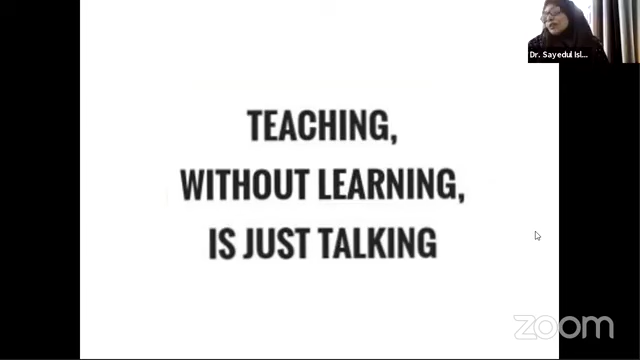 Dr. Sayedul Isl...
TEACHING,
WITHOUT LEARNING,
IS JUST TALKING
zoom